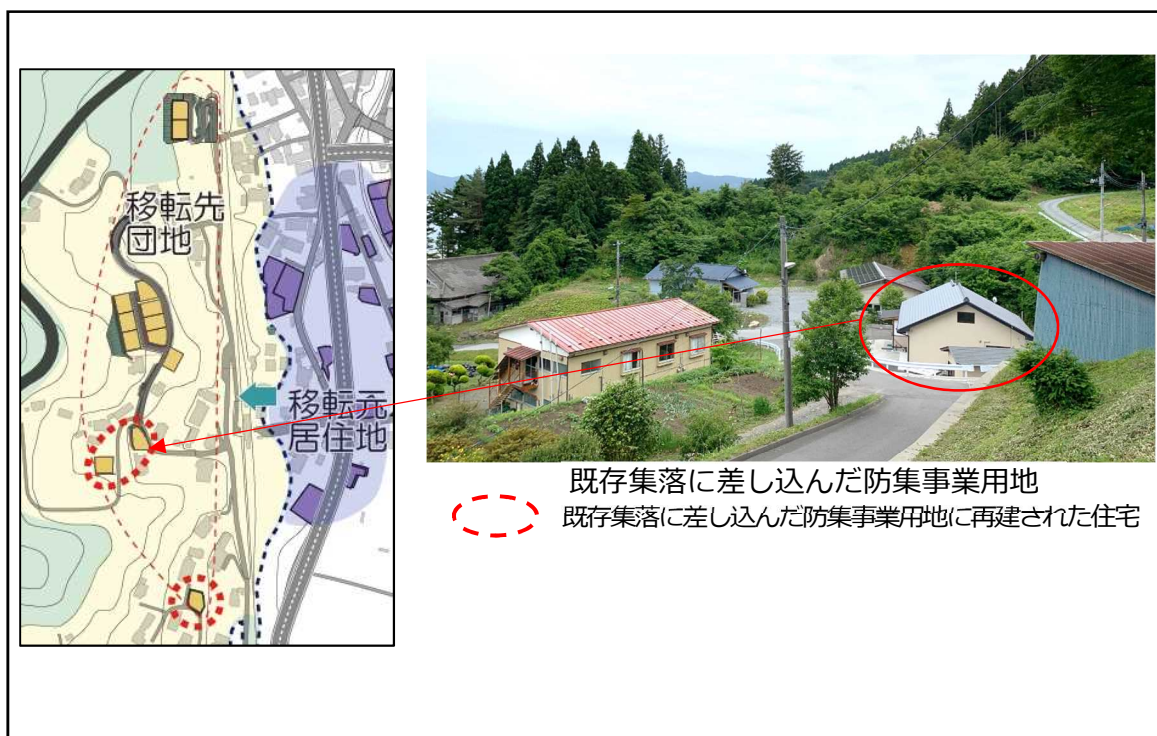 移転先
団地
移転元
居住地
既存集落に差し込んだ防集事業用地
既存集落に差し込んだ防集事業用地に再建された住宅